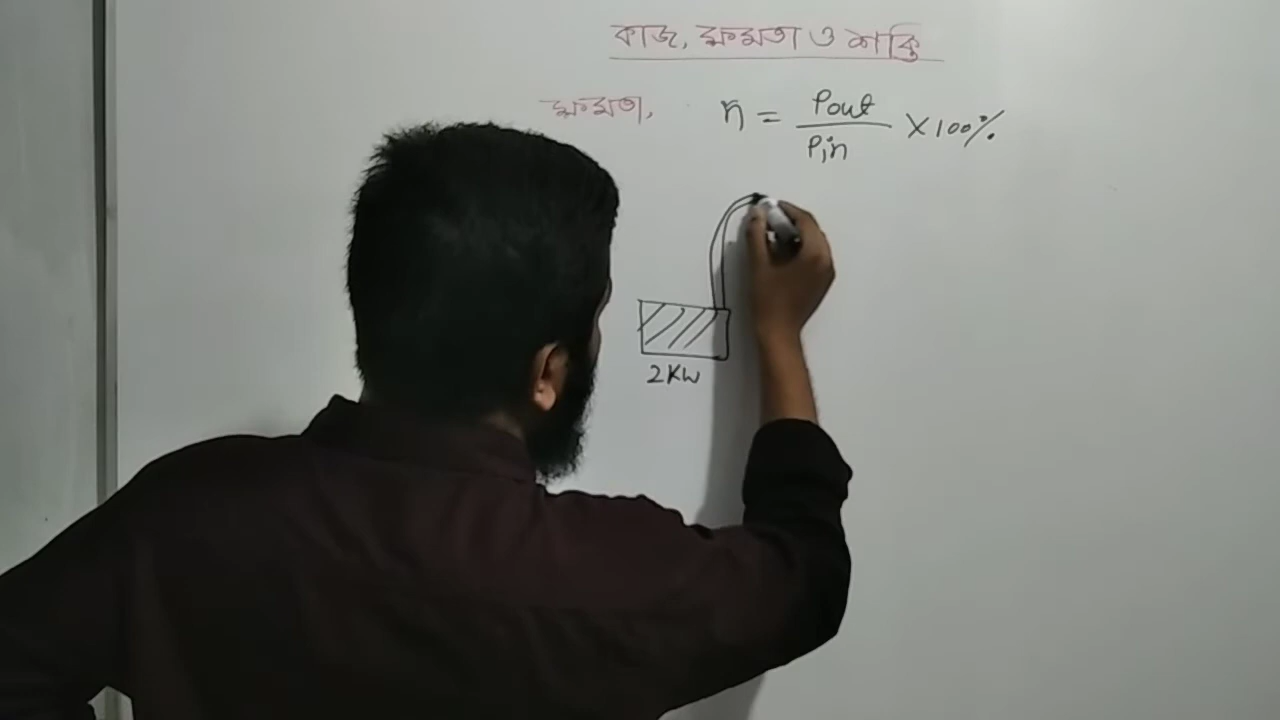 কাজ, ক্ষমতা ও শক্তি
ক্ষমতা, η = Pout / Pin × 100%
2KW